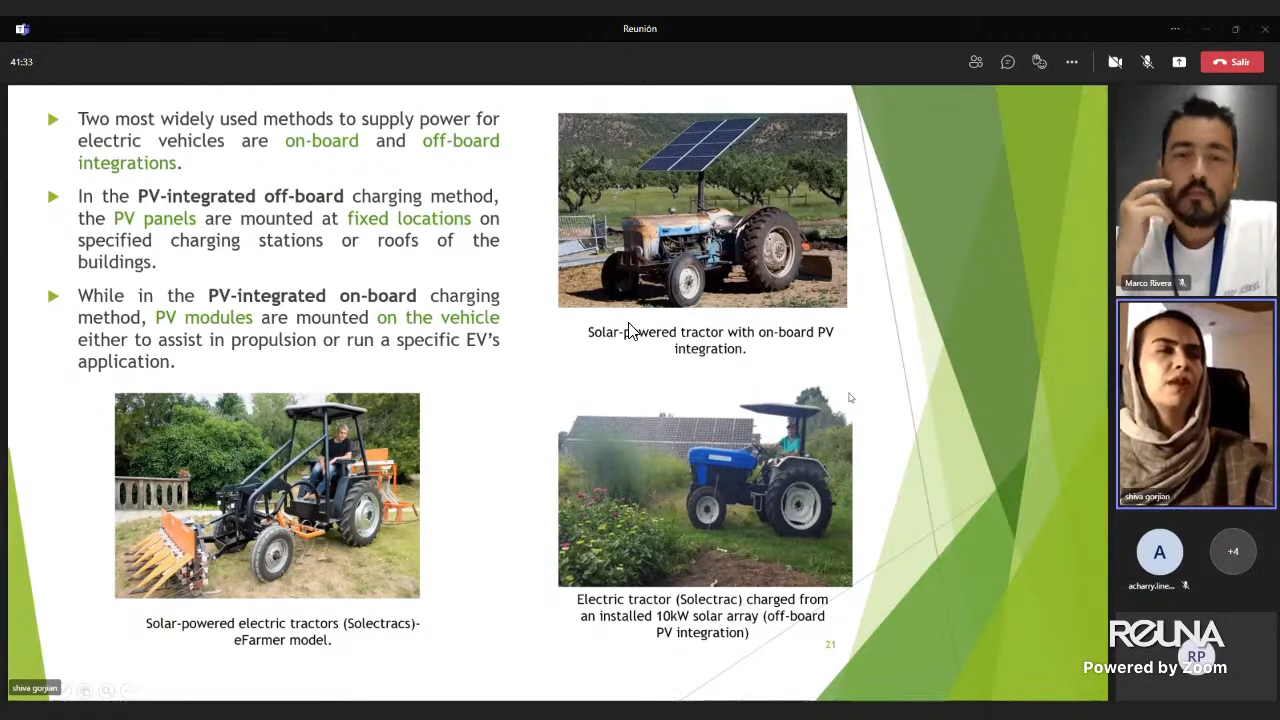 Reunión
41:33
Salir
Two most widely used methods to supply power for
electric vehicles are on-board and off-board
integrations.
In the PV-integrated off-board charging method,
the PV panels are mounted at fixed locations on
specified charging stations or roofs of the
buildings.
While in the PV-integrated on-board charging
method, PV modules are mounted on the vehicle
either to assist in propulsion or run a specific EV’s
application.
Solar-powered tractor with on-board PV
integration.
Solar-powered electric tractors (Solectracs)-
eFarmer model.
Electric tractor (Solectrac) charged from
an installed 10kW solar array (off-board
PV integration)
21
shiva gorjian
Marco Rivera
shiva gorjian
A
+4
acharry.line...
REUNA
RP
Powered by Zoom